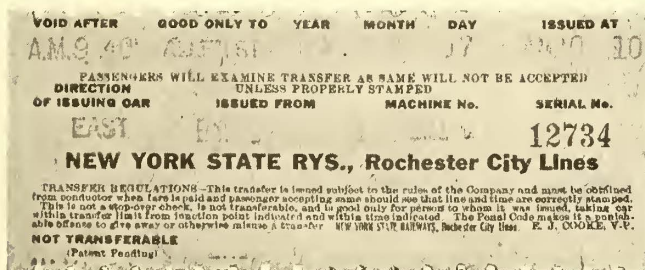 VOID AFTER GOOD ONLY TO YEAR MONTH DAY ISSUED AT
A.M.9 40 17 10
PASSENGERS WILL EXAMINE TRANSFER AS SAME WILL NOT BE ACCEPTED
UNLESS PROPERLY STAMPED
DIRECTION
OF ISSUING CAR ISSUED FROM MACHINE No. SERIAL No.
EAST 12734
NEW YORK STATE RYS., Rochester City Lines
TRANSFER REGULATIONS—This transfer is issued subject to the rules of the Company and must be obtained
from conductor when fare is paid and passenger accepting same should see that line and time are correctly stamped.
This is not a stop-over check, is not transferable, and is good only for person to whom it was issued, taking car
within transfer limit from junction point indicated and within time indicated. The Penal Code makes it a punish-
able offense to give away or otherwise misuse a transfer NEW YORK STATE RAILWAYS, Rochester City Lines. E. J. COOKE, V-P.
NOT TRANSFERABLE
(Patent Pending)